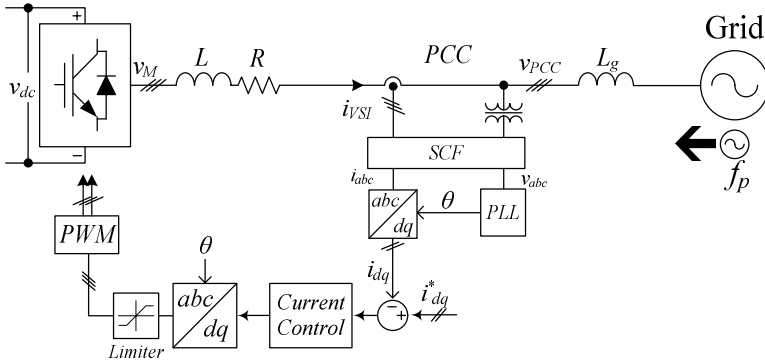 Grid
+
v_dc
−
v_M
L
R
PCC
v_PCC
L_g
i_VSI
f_p
SCF
i_abc
v_abc
abc
dq
θ
PLL
PWM
θ
i_dq
i*_dq
abc
dq
Current
Control
−
+
Limiter